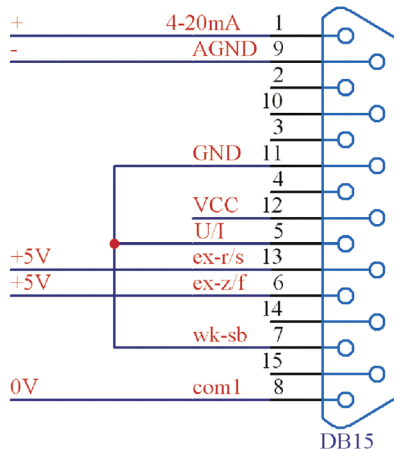 + 4-20mA 1
- AGND 9
2
10
3
GND 11
4
VCC 12
U/I 5
+5V ex-r/s 13
+5V ex-z/f 6
14
wk-sb 7
15
0V com1 8
DB15